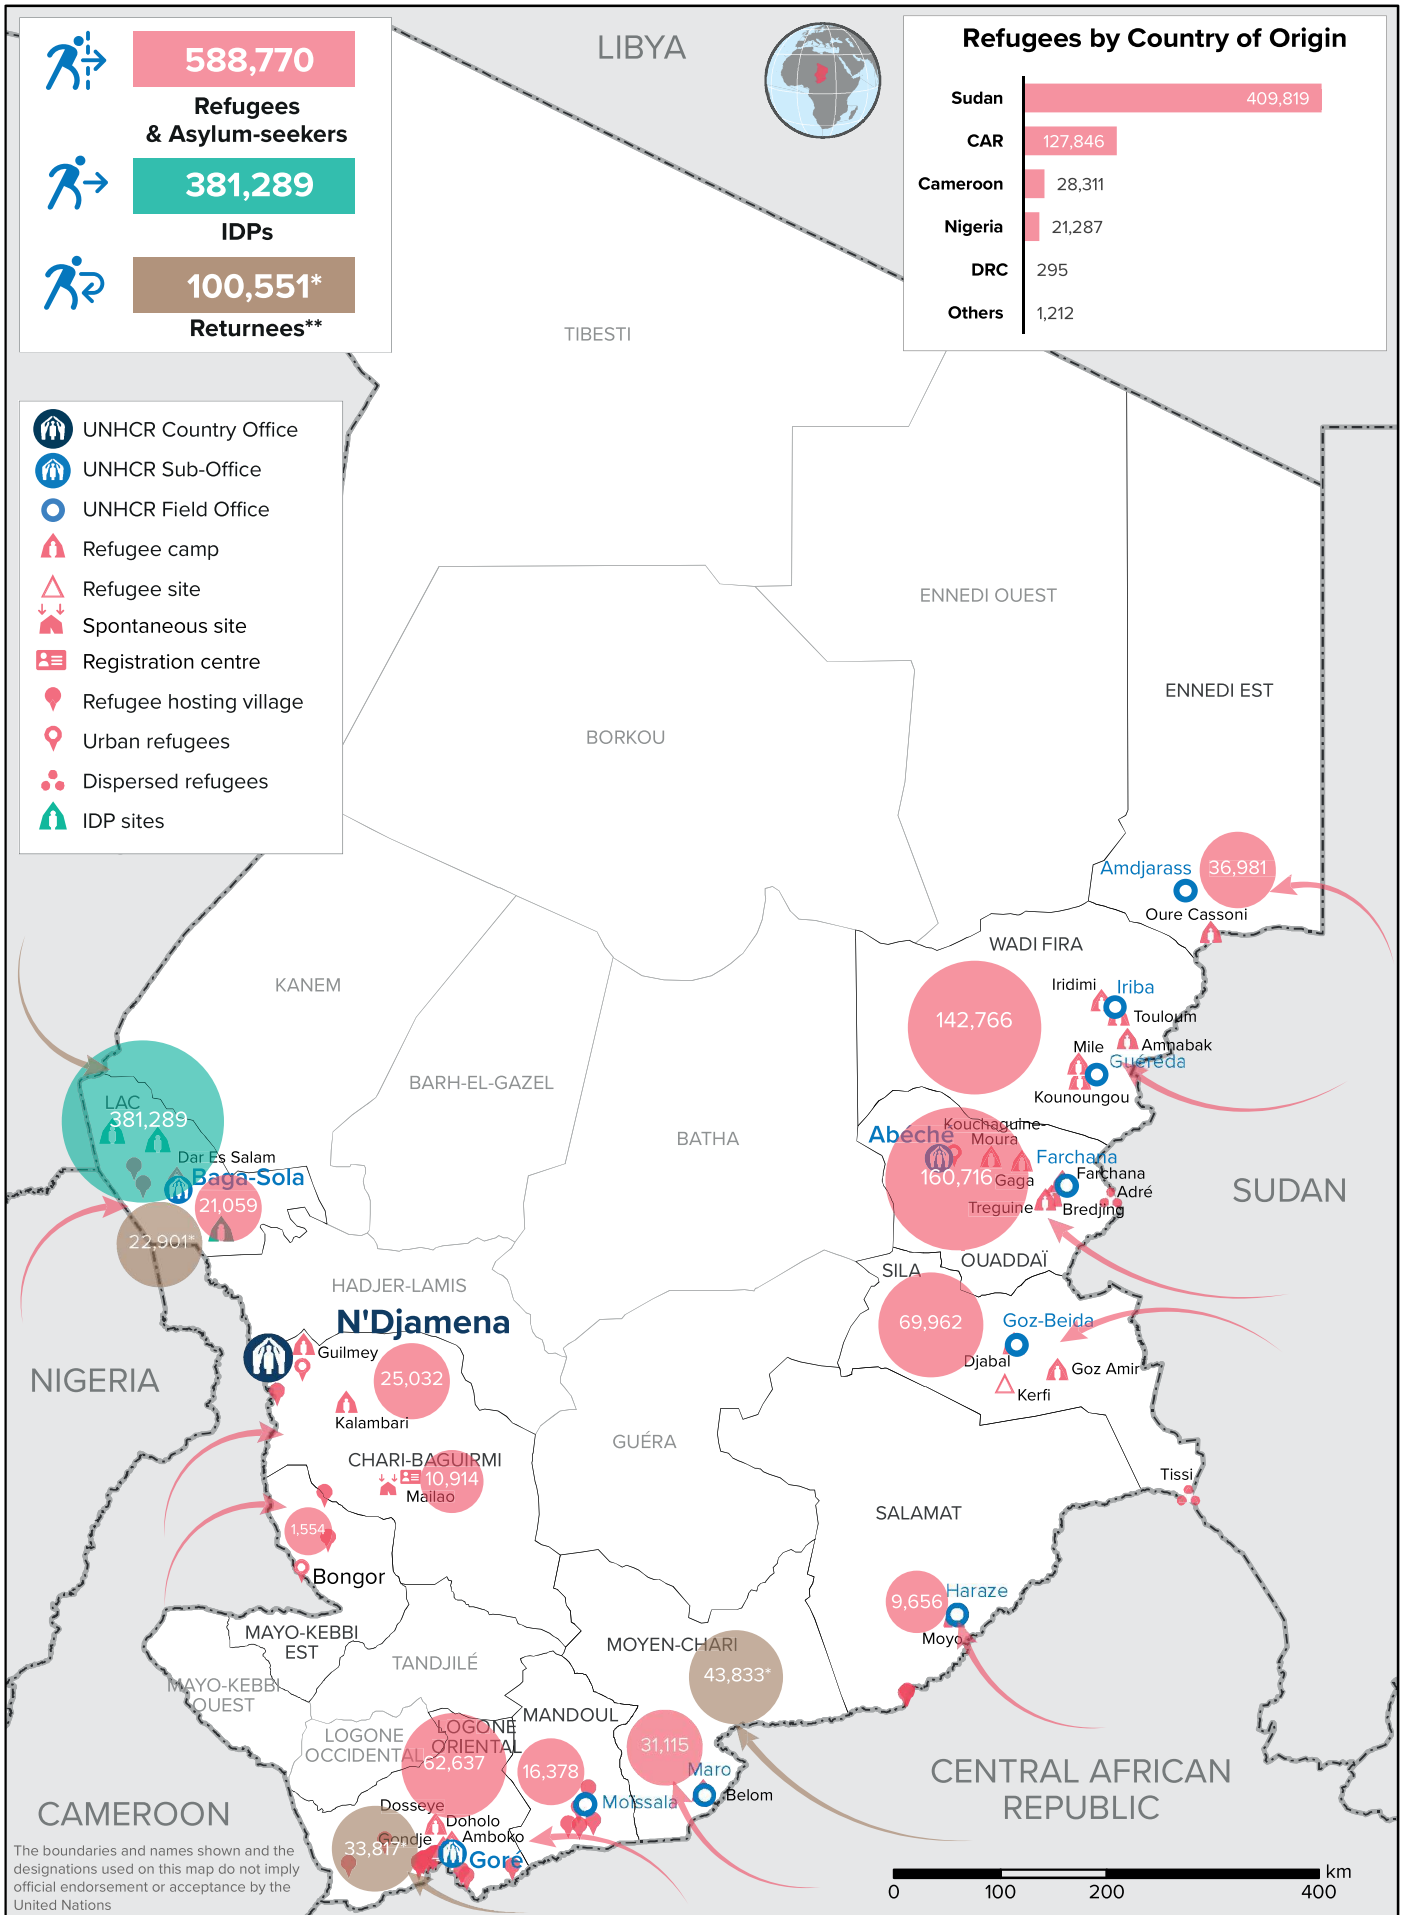 588,770
Refugees
& Asylum-seekers
381,289
IDPs
100,551*
Returnees**
LIBYA
Refugees by Country of Origin
Sudan 409,819
CAR 127,846
Cameroon 28,311
Nigeria 21,287
DRC 295
Others 1,212
UNHCR Country Office
UNHCR Sub-Office
UNHCR Field Office
Refugee camp
Refugee site
Spontaneous site
Registration centre
Refugee hosting village
Urban refugees
Dispersed refugees
IDP sites
TIBESTI
ENNEDI OUEST
ENNEDI EST
BORKOU
Amdjarass
36,981
Oure Cassoni
WADI FIRA
KANEM
Iridimi
Iriba
142,766
Touloum
Mile
Amnabak
Guéréda
Kounoungou
BARH-EL-GAZEL
LAC
381,289
BATHA
Abéché
Kouchaguine-
Moura
Dar Es Salam
Baga-Sola
Farchana
Farchana
160,716
Gaga
Adré
SUDAN
21,059
Treguine
Bredjing
22,901*
OUADDAÏ
SILA
HADJER-LAMIS
N'Djamena
69,962
Goz-Beida
Guilmey
Djabal
Goz Amir
NIGERIA
25,032
Kerfi
Kalambari
GUÉRA
CHARI-BAGUIRMI
10,914
Mailao
Tissi
SALAMAT
1,554
Bongor
Haraze
9,656
MAYO-KEBBI
EST
Moyo
MOYEN-CHARI
TANDJILÉ
43,833*
MAYO-KEBBI
OUEST
MANDOUL
LOGONE
OCCIDENTAL
LOGONE
ORIENTAL
62,637
31,115
16,378
Maro
Belom
CENTRAL AFRICAN
REPUBLIC
Moïssala
CAMEROON
Dosseye
Doholo
Gondje
Amboko
33,817*
Goré
The boundaries and names shown and the
designations used on this map do not imply
official endorsement or acceptance by the
United Nations
km
0 100 200 400